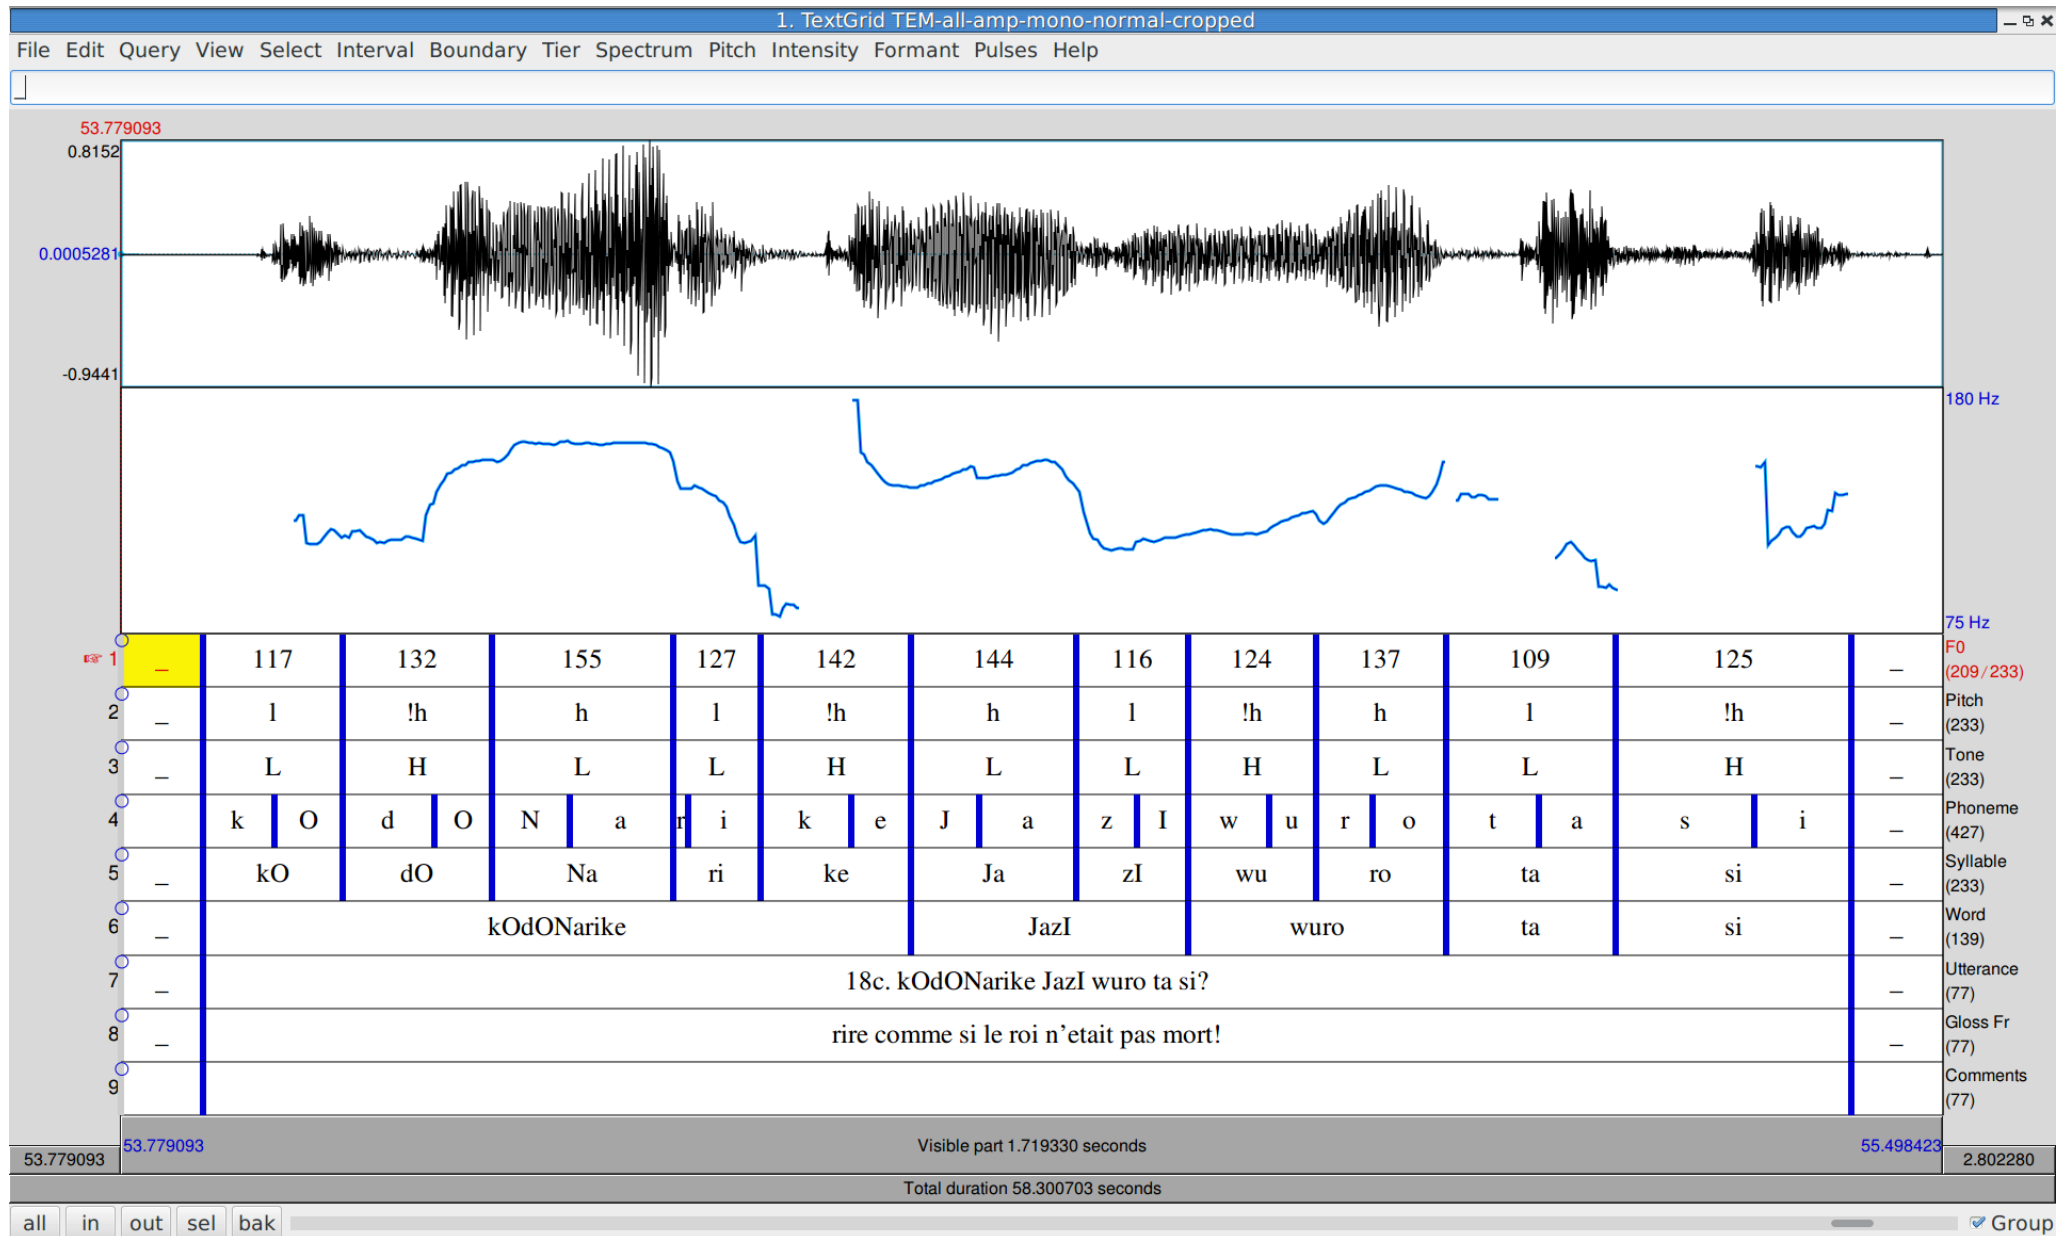 1. TextGrid TEM-all-amp-mono-normal-cropped
File Edit Query View Select Interval Boundary Tier Spectrum Pitch Intensity Formant Pulses Help
53.779093
0.8152
0.0005281
-0.9441
180 Hz
75 Hz
1 _ 117 132 155 127 142 144 116 124 137 109 125 _ F0 (209/233)
2 _ l !h h l !h h l !h h l !h _ Pitch (233)
3 _ L H L L H L L H L L H _ Tone (233)
4 k O d O N a r i k e J a z I w u r o t a s i _ Phoneme (427)
5 _ kO dO Na ri ke Ja zI wu ro ta si _ Syllable (233)
6 _ kOdONarike JazI wuro ta si _ Word (139)
7 _ 18c. kOdONarike JazI wuro ta si? _ Utterance (77)
8 _ rire comme si le roi n'etait pas mort! _ Gloss Fr (77)
9 Comments (77)
53.779093 Visible part 1.719330 seconds 55.498423
53.779093 2.802280
Total duration 58.300703 seconds
all in out sel bak Group